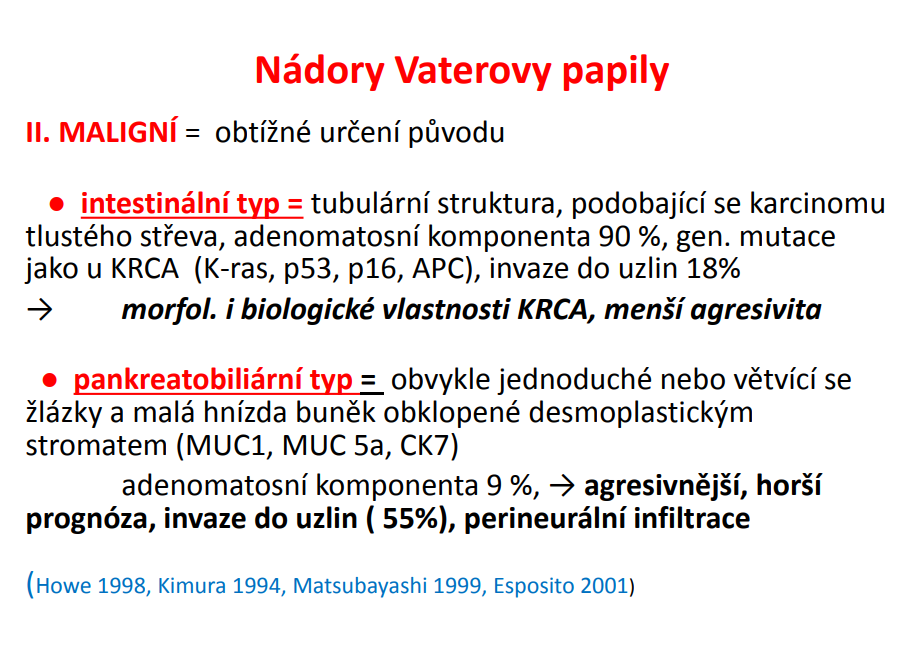 Nádory Vaterovy papily
II. MALIGNÍ = obtížné určení původu
● intestinální typ = tubulární struktura, podobající se karcinomu
tlustého střeva, adenomatosní komponenta 90 %, gen. mutace
jako u KRCA (K-ras, p53, p16, APC), invaze do uzlin 18%
→ morfol. i biologické vlastnosti KRCA, menší agresivita
● pankreatobiliární typ = obvykle jednoduché nebo větvící se
žlázky a malá hnízda buněk obklopené desmoplastickým
stromatem (MUC1, MUC 5a, CK7)
adenomatosní komponenta 9 %, → agresivnější, horší
prognóza, invaze do uzlin ( 55%), perineurální infiltrace
(Howe 1998, Kimura 1994, Matsubayashi 1999, Esposito 2001)